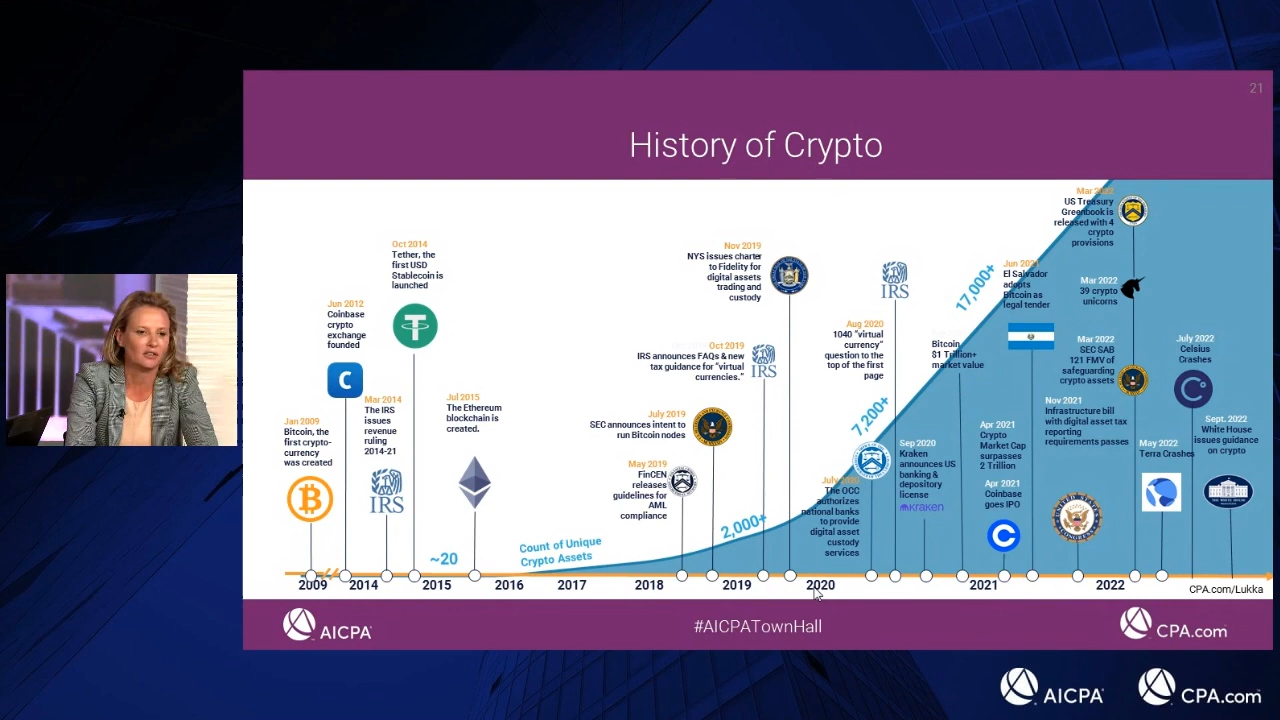 21
History of Crypto
Jan 2009
Bitcoin, the
first crypto-
currency
was created
Jun 2012
Coinbase
crypto
exchange
founded
C
Mar 2014
The IRS
issues
revenue
ruling
2014-21
IRS
Oct 2014
Tether, the
first USD
Stablecoin is
launched
Jul 2015
The Ethereum
blockchain is
created.
May 2019
FinCEN
releases
guidelines for
AML
compliance
July 2019
SEC announces intent to
run Bitcoin nodes
Oct 2019
IRS announces FAQs & new
tax guidance for "virtual
currencies."
IRS
Nov 2019
NYS issues charter
to Fidelity for
digital assets
trading and
custody
The OCC
authorizes
national banks
to provide
digital asset
custody
services
Aug 2020
1040 "virtual
currency"
question to the
top of the first
page
IRS
Sep 2020
Kraken
announces US
banking &
depository
license
kraken
Bitcoin
$1 Trillion+
market value
Apr 2021
Crypto
Market Cap
surpasses
2 Trillion
Apr 2021
Coinbase
goes IPO
El Salvador
adopts
Bitcoin as
legal tender
Nov 2021
Infrastructure bill
with digital asset tax
reporting
requirements passes
Mar 2022
US Treasury
Greenbook is
released with 4
crypto
provisions
Mar 2022
39 crypto
unicorns
Mar 2022
SEC SAB
121 FMV of
safeguarding
crypto assets
May 2022
Terra Crashes
July 2022
Celsius
Crashes
Sept. 2022
White House
issues guidance
on crypto
~20
Count of Unique
Crypto Assets
2,000+
7,200+
17,000+
2009
2014
2015
2016
2017
2018
2019
2020
2021
2022
CPA.com/Lukka
AICPA
#AICPATownHall
CPA.com
AICPA
CPA.com